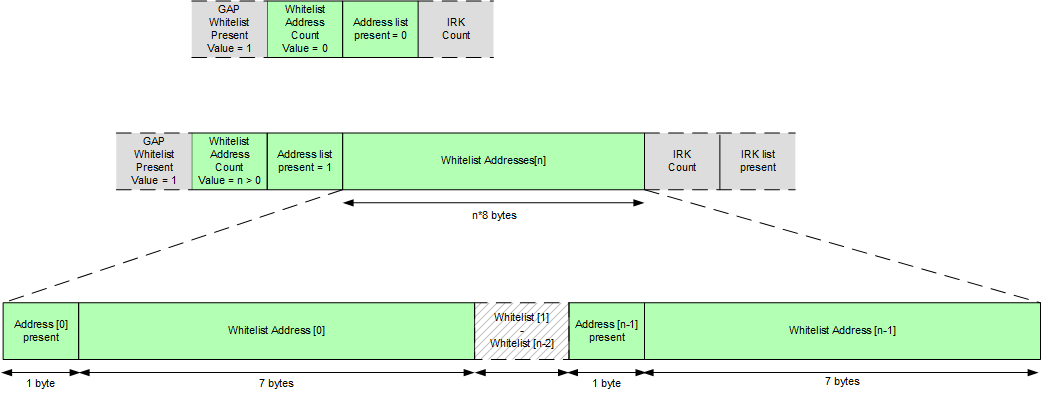 GAP
Whitelist
Present
Value = 1
Whitelist
Address
Count
Value = 0
Address list
present = 0
IRK
Count
GAP
Whitelist
Present
Value = 1
Whitelist
Address
Count
Value = n > 0
Address list
present = 1
Whitelist Addresses[n]
IRK
Count
IRK list
present
n*8 bytes
Address [0]
present
Whitelist Address [0]
Whitelist [1]
-
Whitelist [n-2]
Address [n-1]
present
Whitelist Address [n-1]
1 byte
7 bytes
1 byte
7 bytes